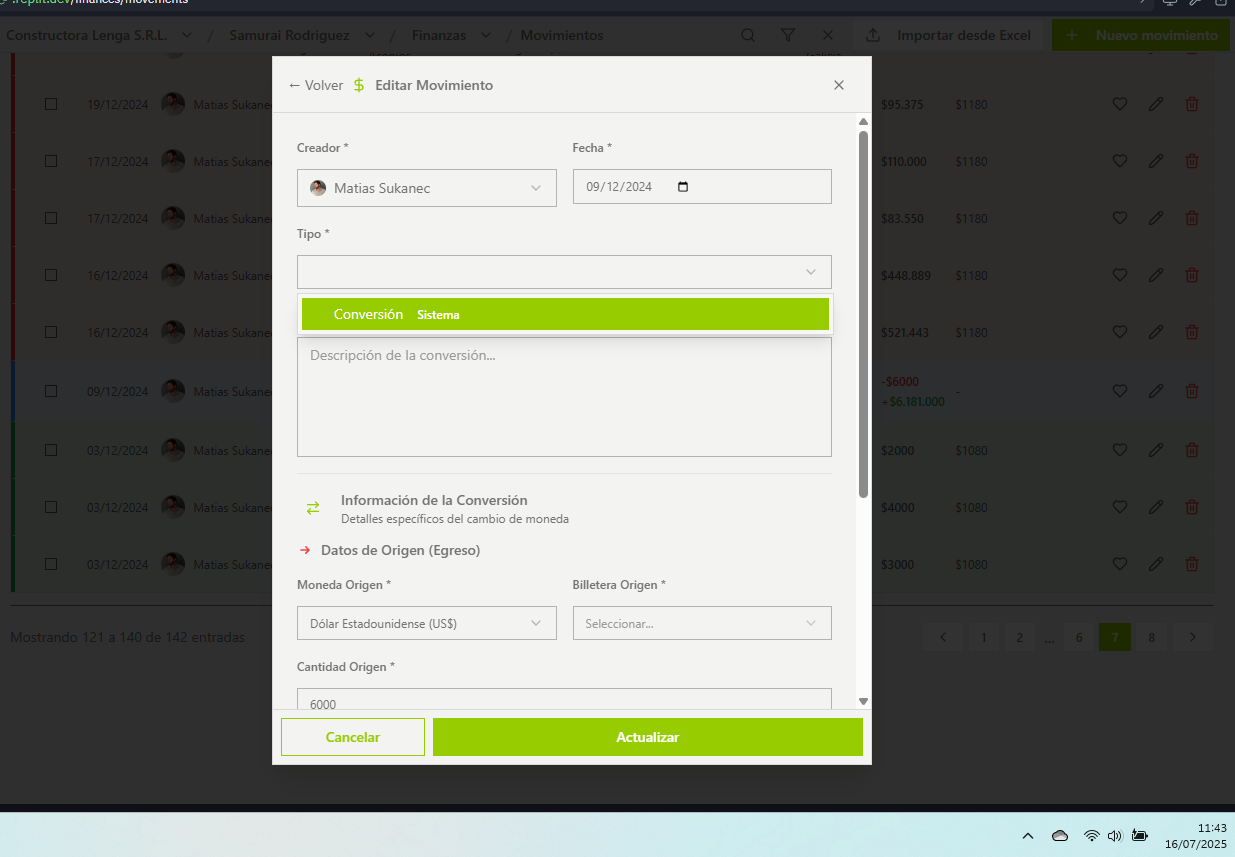 .replit.dev/finances/movements
Constructora Lenga S.R.L. / Samurai Rodriguez / Finanzas / Movimientos Importar desde Excel + Nuevo movimiento
← Volver $ Editar Movimiento
19/12/2024 Matias Sukanec $95.375 $1180
Creador * Fecha *
17/12/2024 Matias Sukanec $110.000 $1180
Matias Sukanec 09/12/2024
17/12/2024 Matias Sukanec $83.550 $1180
Tipo *
16/12/2024 Matias Sukanec $448.889 $1180
Conversión Sistema
16/12/2024 Matias Sukanec $521.443 $1180
Descripción de la conversión...
09/12/2024 Matias Sukanec -$6000 -
+$6.181.000
03/12/2024 Matias Sukanec $2000 $1080
Información de la Conversión
03/12/2024 Matias Sukanec $4000 $1080
Detalles específicos del cambio de moneda
Datos de Origen (Egreso)
03/12/2024 Matias Sukanec $3000 $1080
Moneda Origen * Billetera Origen *
Dólar Estadounidense (US$) Seleccionar...
Mostrando 121 a 140 de 142 entradas 1 2 ... 6 7 8
Cantidad Origen *
6000
Cancelar Actualizar
11:43
16/07/2025